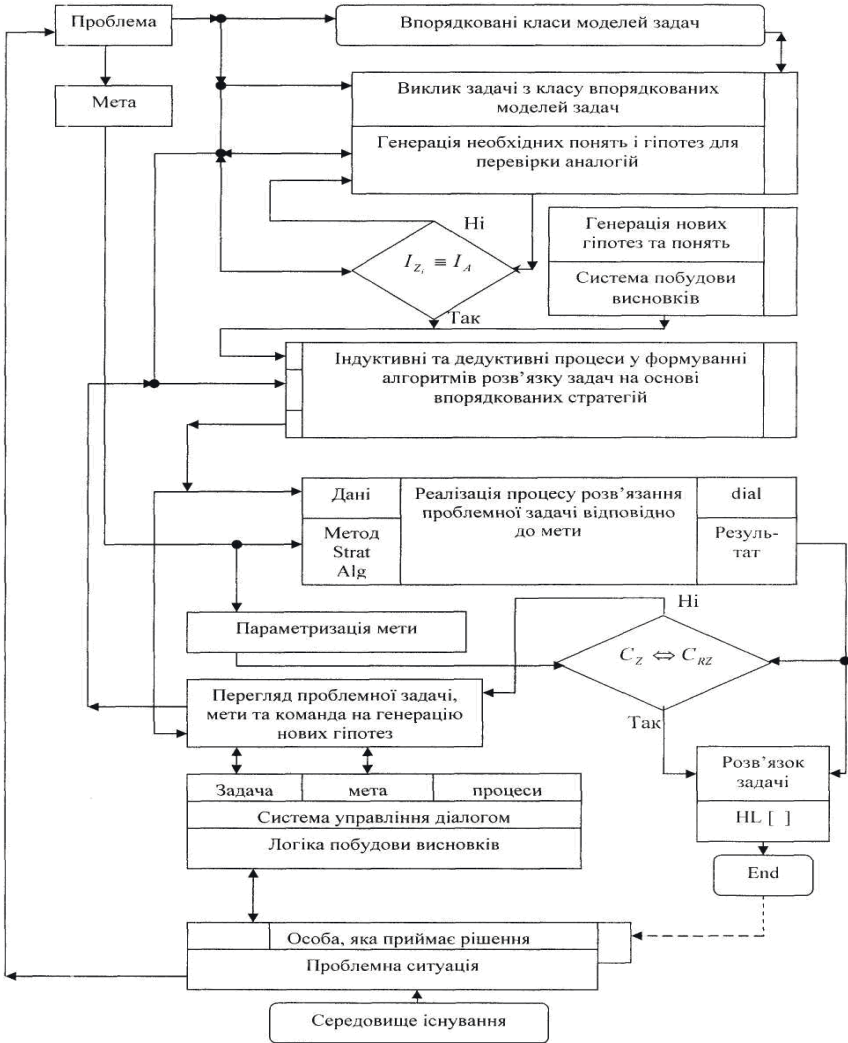 Проблема
Впорядковані класи моделей задач
Мета
Виклик задачі з класу впорядкованих
моделей задач
Генерація необхідних понять і гіпотез для
перевірки аналогій
Ні
Генерація нових
гіпотез та понять
I_{Z_i} ≡ I_A
Система побудови
висновків
Так
Індуктивні та дедуктивні процеси у формуванні
алгоритмів розв’язку задач на основі
впорядкованих стратегій
Дані
Реалізація процесу розв’язання
проблемної задачі відповідно
до мети
dial
Метод
Strat
Alg
Резуль-
тат
Ні
Параметризація мети
C_Z ⇔ C_{RZ}
Перегляд проблемної задачі,
мети та команда на генерацію
нових гіпотез
Так
Розв'язок
задачі
HL [ ]
Задача мета процеси
Система управління діалогом
Логіка побудови висновків
End
Особа, яка приймає рішення
Проблемна ситуація
Середовище існування